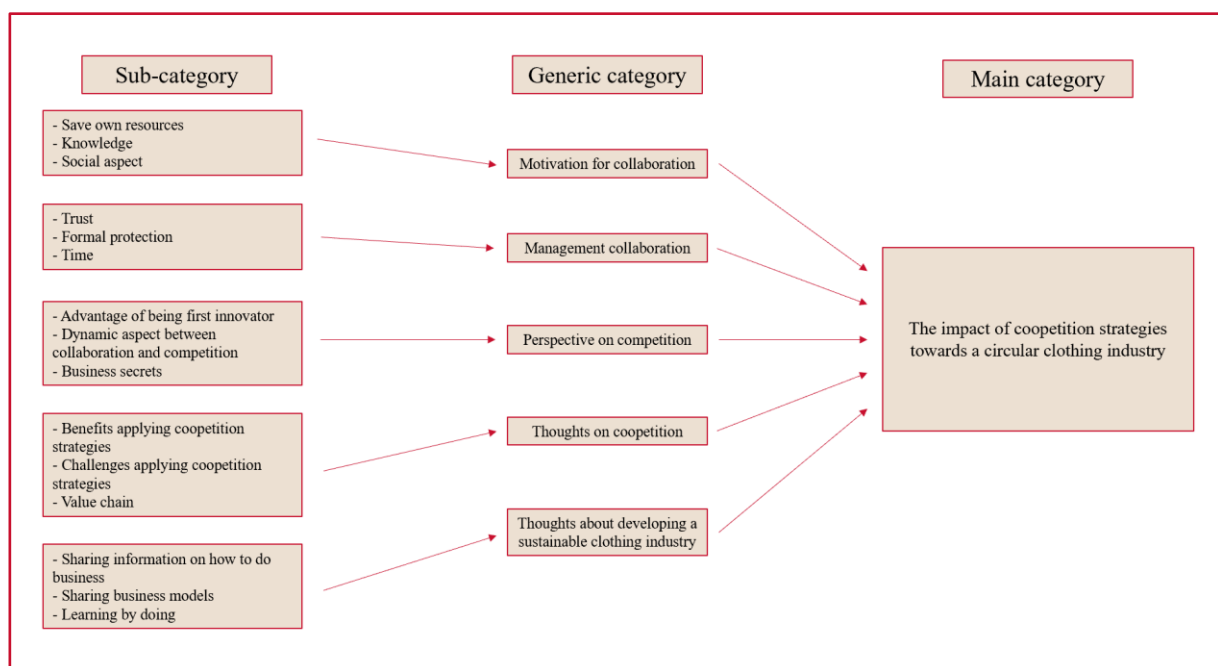 Sub-category
Generic category
Main category
- Save own resources
- Knowledge
- Social aspect
Motivation for collaboration
- Trust
- Formal protection
- Time
Management collaboration
- Advantage of being first innovator
- Dynamic aspect between
collaboration and competition
- Business secrets
Perspective on competition
The impact of coopetition strategies
towards a circular clothing industry
- Benefits applying coopetition
strategies
- Challenges applying coopetition
strategies
- Value chain
Thoughts on coopetition
- Sharing information on how to do
business
- Sharing business models
- Learning by doing
Thoughts about developing a
sustainable clothing industry